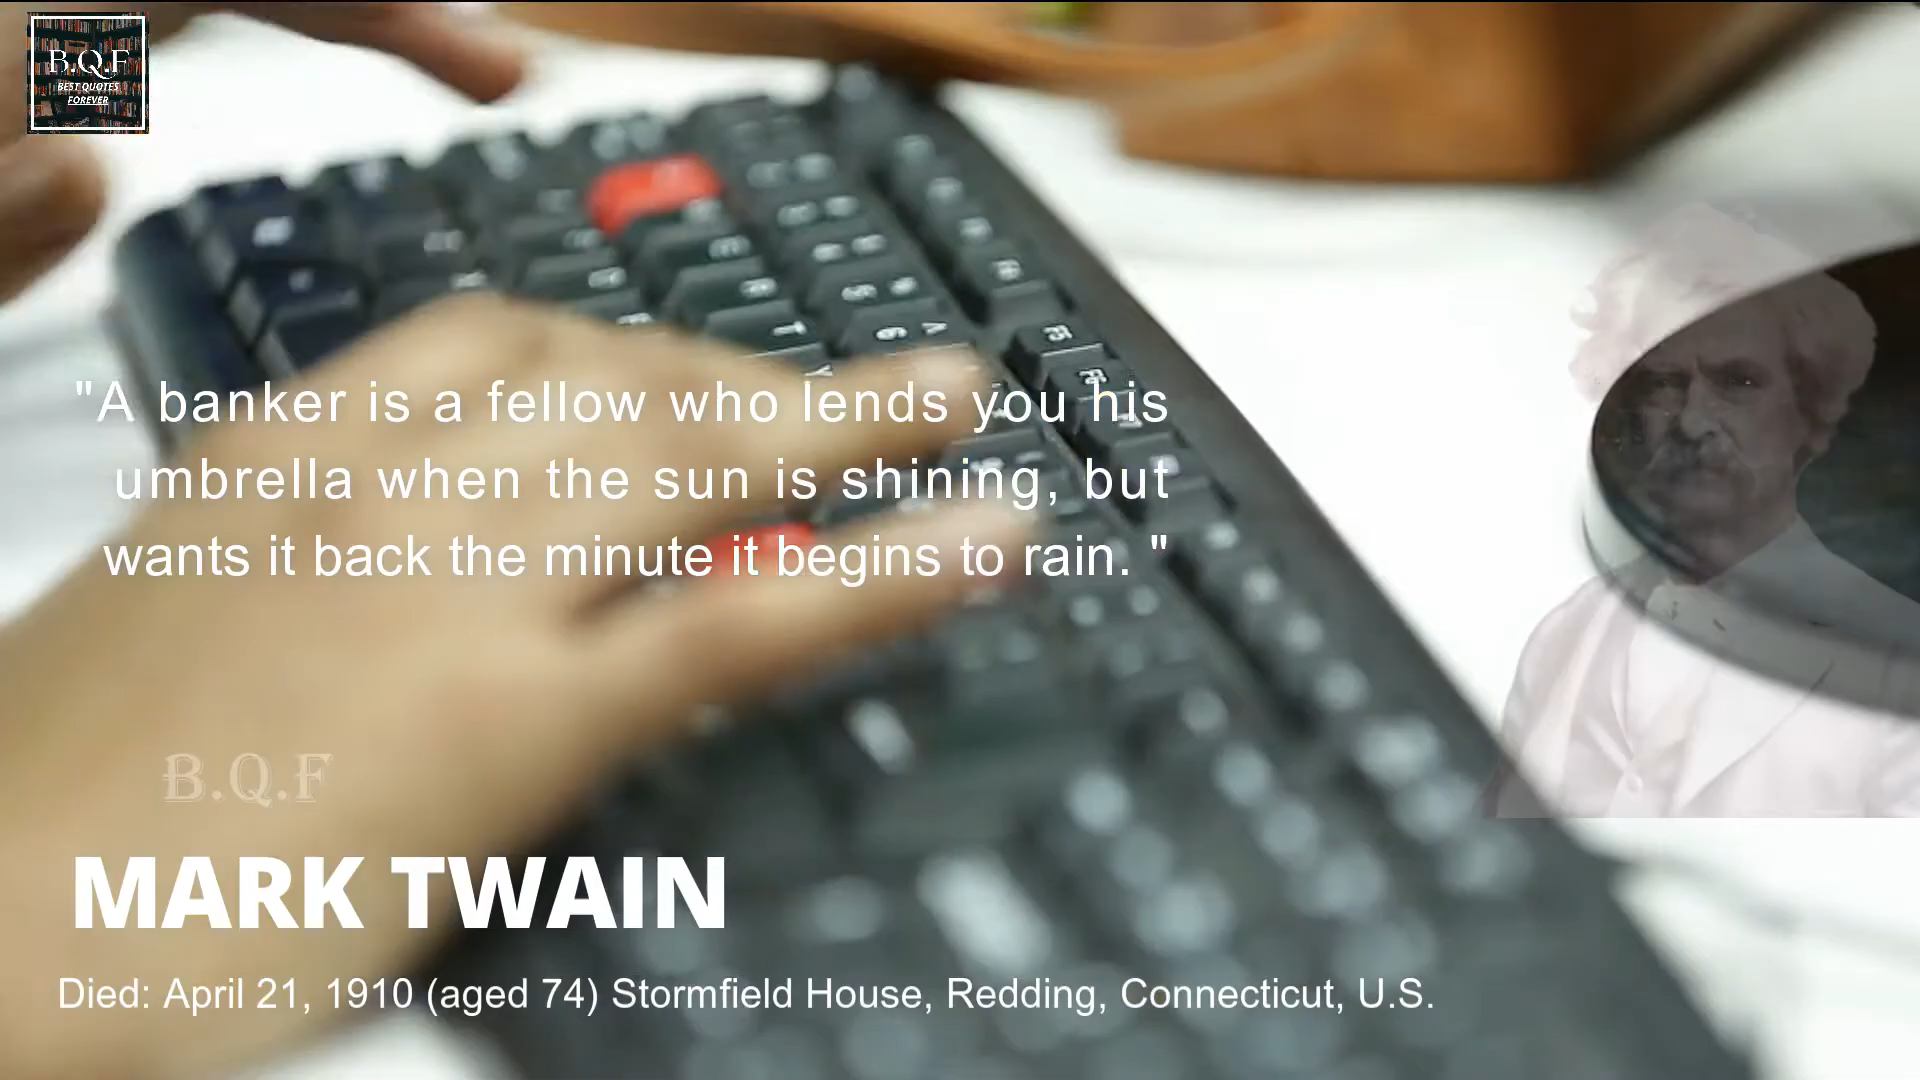 B.Q.F
BEST QUOTES
FOREVER
"A banker is a fellow who lends you his
umbrella when the sun is shining, but
wants it back the minute it begins to rain. "
B.Q.F
MARK TWAIN
Died: April 21, 1910 (aged 74) Stormfield House, Redding, Connecticut, U.S.